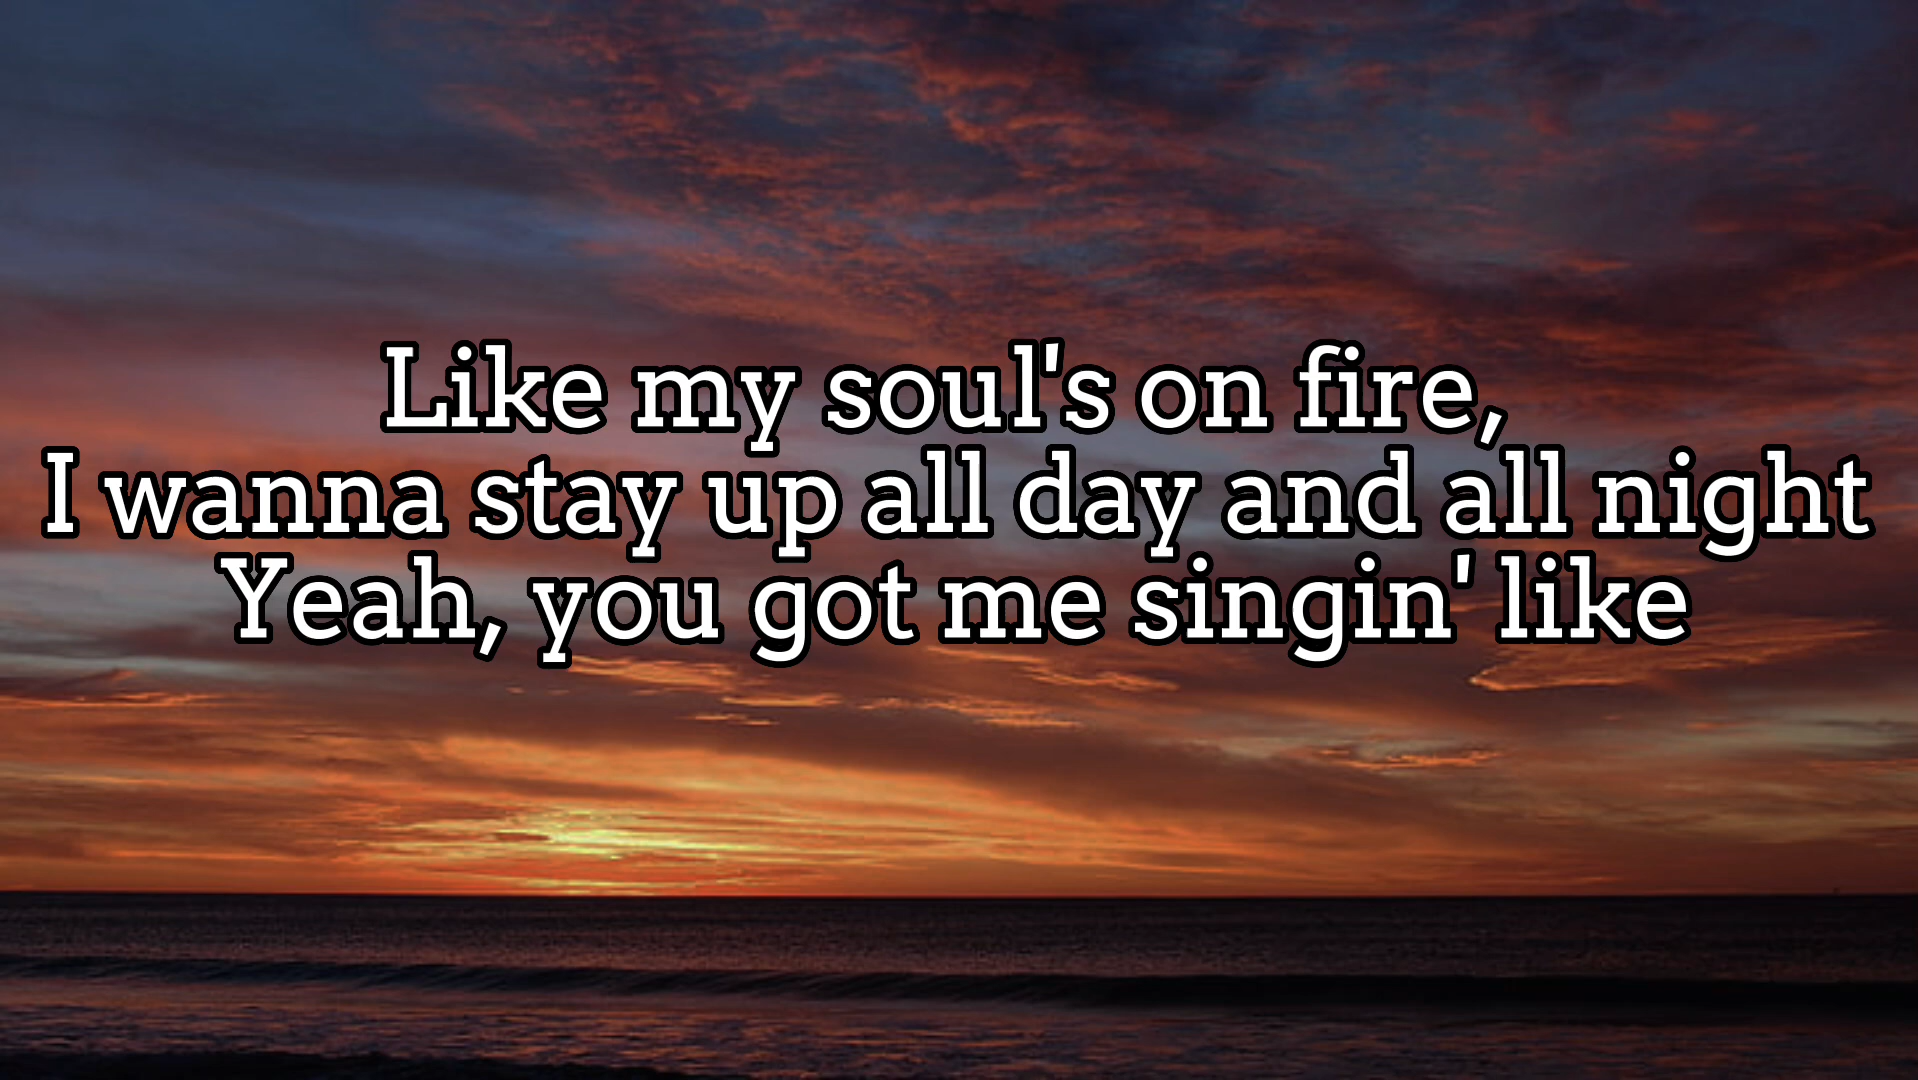 Like my soul's on fire,
I wanna stay up all day and all night
Yeah, you got me singin' like